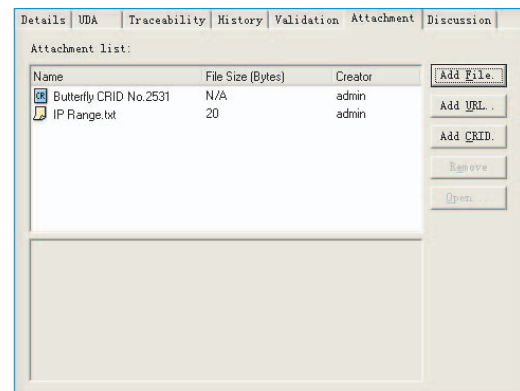 Details UDA Traceability History Validation Attachment Discussion
Attachment list:
Name File Size (Bytes) Creator
Butterfly CRID No.2531 N/A admin
IP Range.txt 20 admin
Add File.
Add URL..
Add CRID.
Remove
Open...